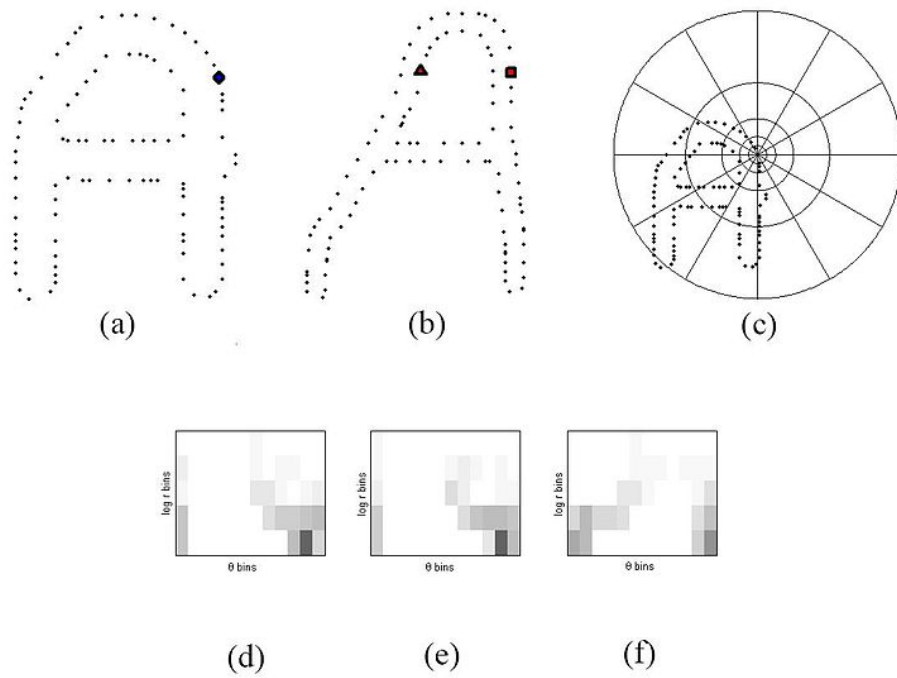 (a) (b) (c)
log r bins log r bins log r bins
θ bins θ bins θ bins
(d) (e) (f)